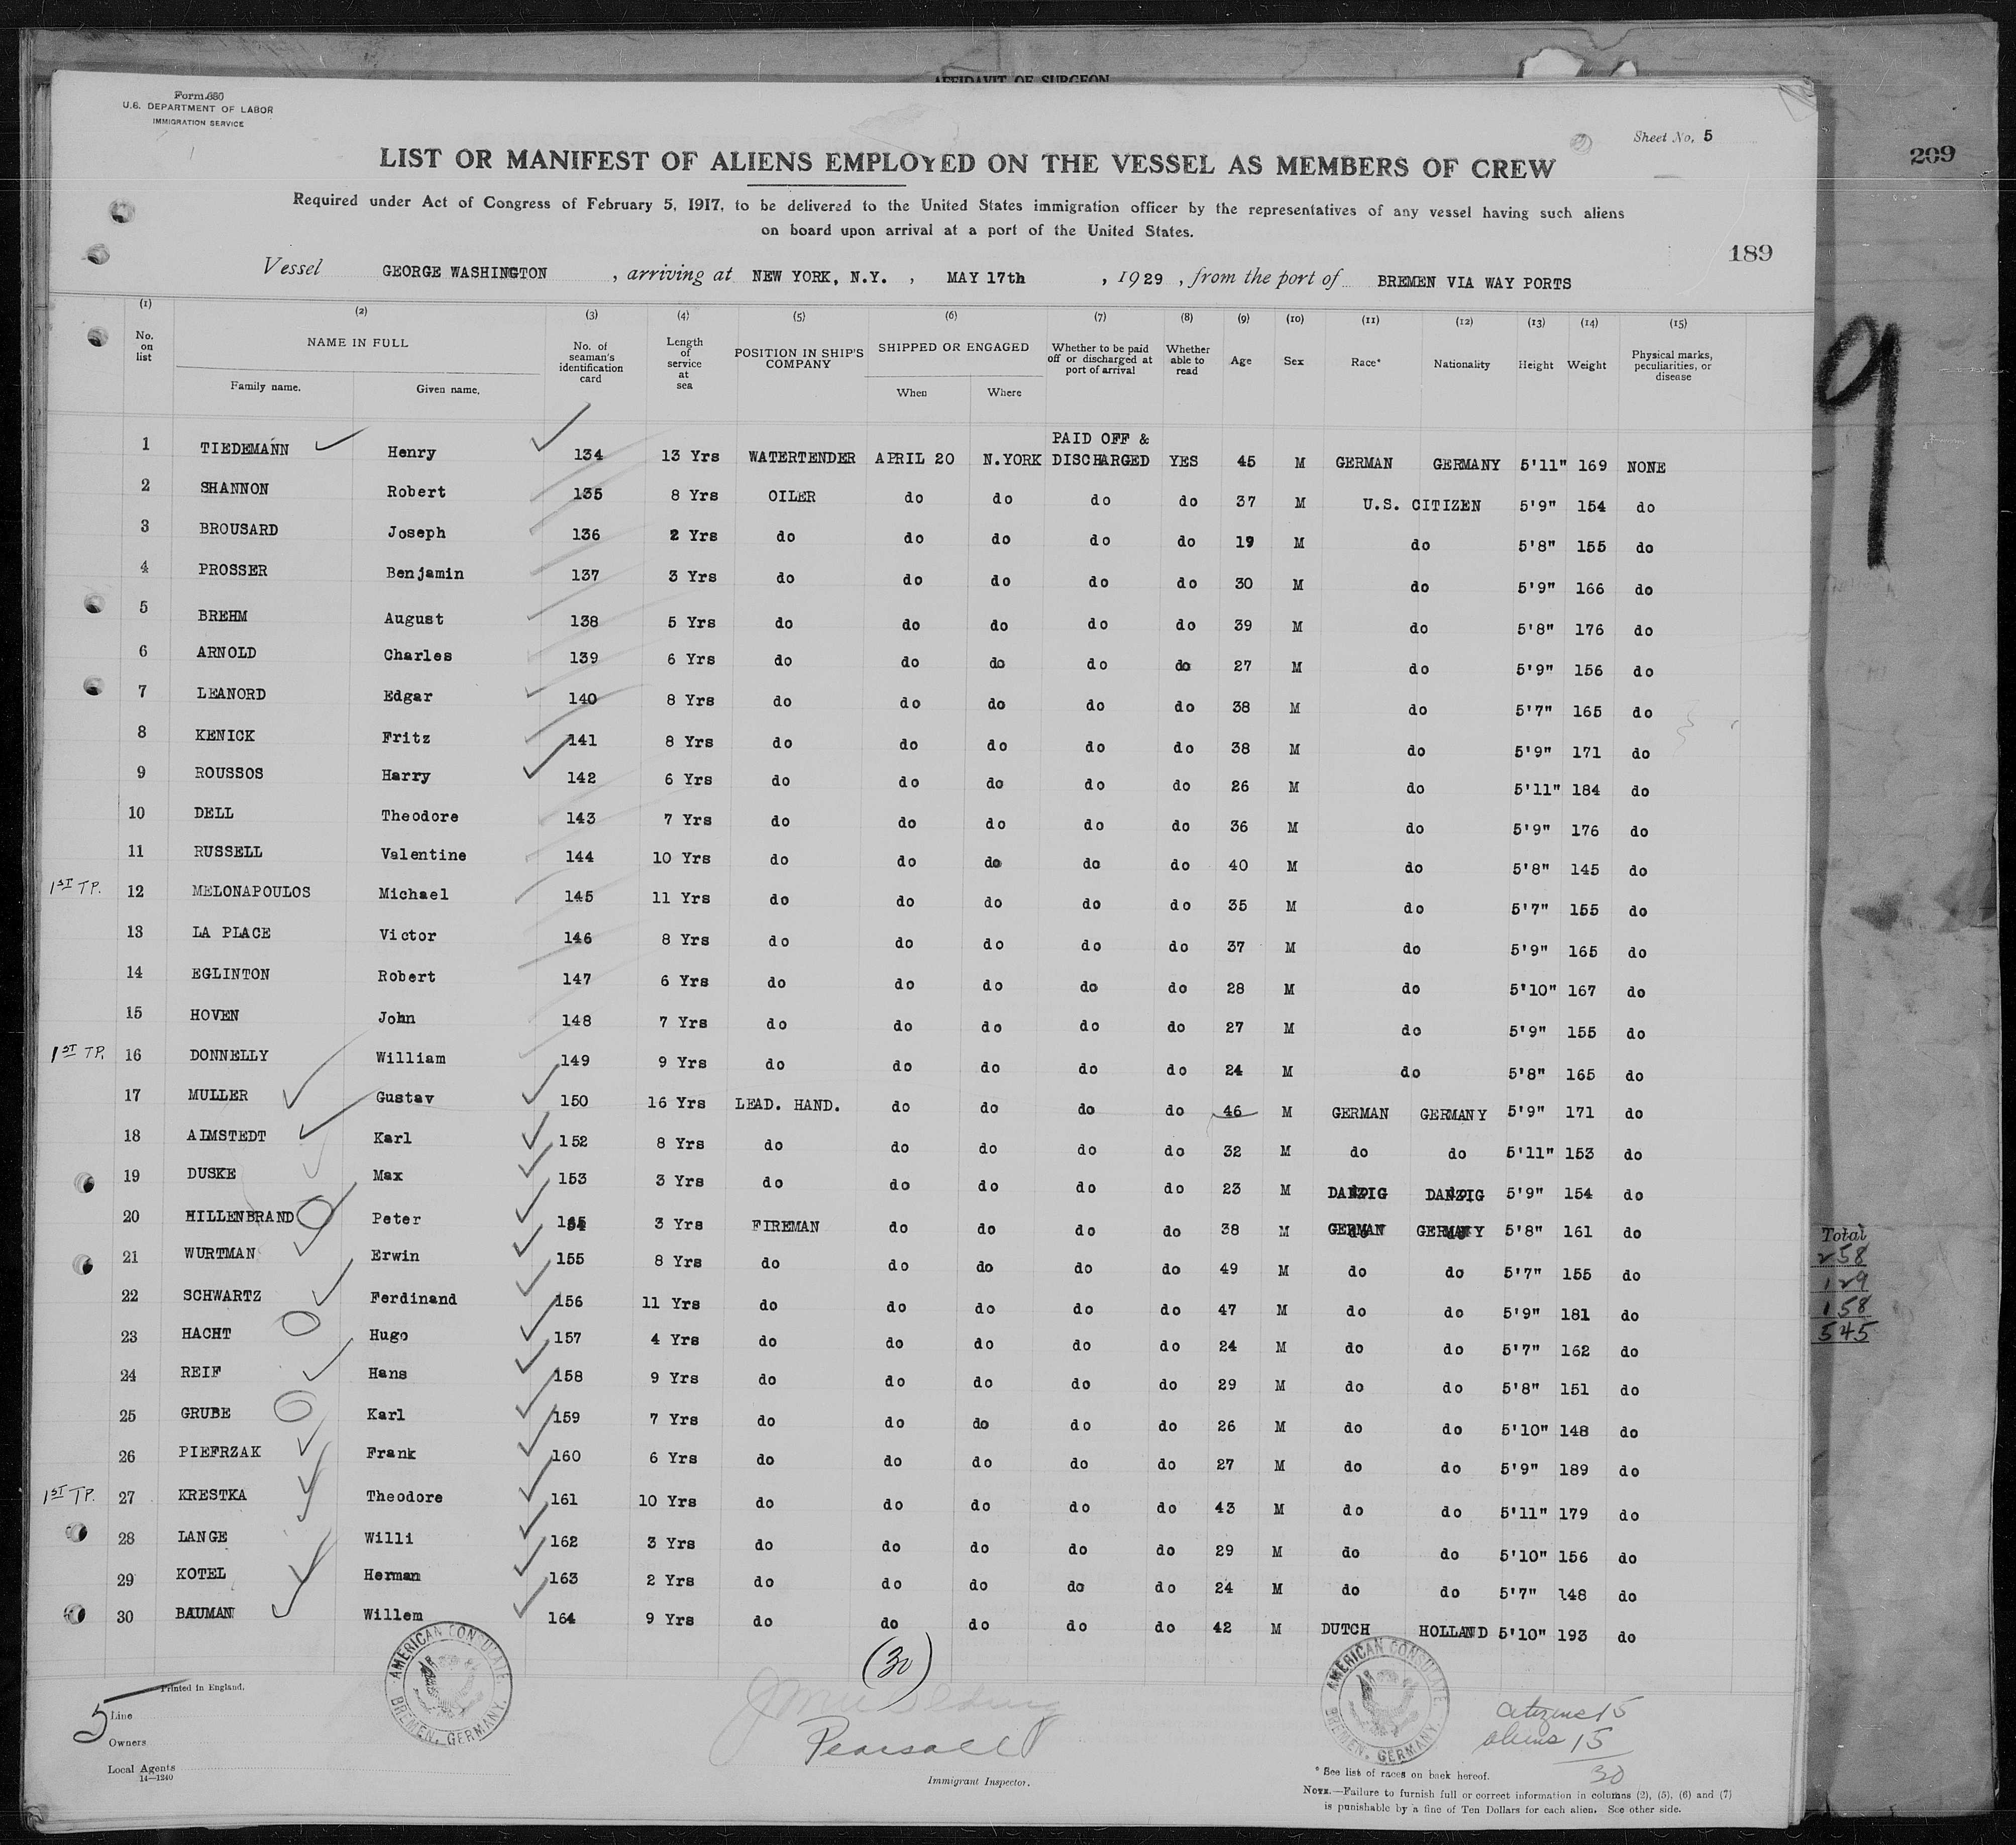 AFFIDAVIT OF SURGEON
Form 680
U.S. DEPARTMENT OF LABOR
IMMIGRATION SERVICE
Sheet No. 5
209
LIST OR MANIFEST OF ALIENS EMPLOYED ON THE VESSEL AS MEMBERS OF CREW
Required under Act of Congress of February 5, 1917, to be delivered to the United States immigration officer by the representatives of any vessel having such aliens
on board upon arrival at a port of the United States.
189
Vessel GEORGE WASHINGTON, arriving at NEW YORK, N.Y., MAY 17th, 1929, from the port of BREMEN VIA WAY PORTS
9
(1) (2) (3) (4) (5) (6) (7) (8) (9) (10) (11) (12) (13) (14) (15)
No. on list NAME IN FULL Family name. Given name. No. of seaman's identification card Length of service at sea POSITION IN SHIP'S COMPANY SHIPPED OR ENGAGED When Where Whether to be paid off or discharged at port of arrival Whether able to read Age Sex Race* Nationality Height Weight Physical marks, peculiarities, or disease
1 TIEDEMANN Henry 134 13 Yrs WATERTENDER APRIL 20 N.YORK PAID OFF & DISCHARGED YES 45 M GERMAN GERMANY 5'11" 169 NONE
2 SHANNON Robert 135 8 Yrs OILER do do do do 37 M U.S. CITIZEN 5'9" 154 do
3 BROUSARD Joseph 136 2 Yrs do do do do do 19 M do 5'8" 155 do
4 PROSSER Benjamin 137 3 Yrs do do do do do 30 M do 5'9" 166 do
5 BREHM August 138 5 Yrs do do do do do 39 M do 5'8" 176 do
6 ARNOLD Charles 139 6 Yrs do do do do do 27 M do 5'9" 156 do
7 LEANORD Edgar 140 8 Yrs do do do do do 38 M do 5'7" 165 do
8 KENICK Fritz 141 8 Yrs do do do do do 38 M do 5'9" 171 do
9 ROUSSOS Harry 142 6 Yrs do do do do do 26 M do 5'11" 184 do
10 DELL Theodore 143 7 Yrs do do do do do 36 M do 5'9" 176 do
11 RUSSELL Valentine 144 10 Yrs do do do do do 40 M do 5'8" 145 do
1ST TP. 12 MELONAPOULOS Michael 145 11 Yrs do do do do do 35 M do 5'7" 155 do
13 LA PLACE Victor 146 8 Yrs do do do do do 37 M do 5'9" 165 do
14 EGLINTON Robert 147 6 Yrs do do do do do 28 M do 5'10" 167 do
15 HOVEN John 148 7 Yrs do do do do do 27 M do 5'9" 155 do
1ST TP. 16 DONNELLY William 149 9 Yrs do do do do do 24 M do 5'8" 165 do
17 MULLER Gustav 150 16 Yrs LEAD. HAND. do do do do 46 M GERMAN GERMANY 5'9" 171 do
18 ALMSTEDT Karl 152 8 Yrs do do do do do 32 M do do 5'11" 153 do
19 DUSKE Max 153 3 Yrs do do do do do 23 M DANZIG DANZIG 5'9" 154 do
20 HILLENBRAND Peter 3 Yrs FIREMAN do do do do 38 M GERMAN GERMANY 5'8" 161 do
21 WURTMAN Erwin 155 8 Yrs do do do do do 49 M do do 5'7" 155 do
22 SCHWARTZ Ferdinand 156 11 Yrs do do do do do 47 M do do 5'9" 181 do
23 HACHT Hugo 157 4 Yrs do do do do do 24 M do do 5'7" 162 do
24 REIF Hans 158 9 Yrs do do do do do 29 M do do 5'8" 151 do
25 GRUBE Karl 159 7 Yrs do do do do do 26 M do do 5'10" 148 do
26 PIEFRZAK Frank 160 6 Yrs do do do do do 27 M do do 5'9" 189 do
1ST TP. 27 KRESTKA Theodore 161 10 Yrs do do do do do 43 M do do 5'11" 179 do
28 LANGE Willi 162 3 Yrs do do do do do 29 M do do 5'10" 156 do
29 KOTEL Herman 163 2 Yrs do do do do do 24 M do do 5'7" 148 do
30 BAUMAN Willem 164 9 Yrs do do do do do 42 M DUTCH HOLLAND 5'10" 193 do
Total
258
129
158
545
(30)
Printed in England.
5
Line
Owners
Local Agents
14—1240
AMERICAN CONSULATE, BREMEN, GERMANY.
Pearsall
Immigrant Inspector.
AMERICAN CONSULATE, BREMEN, GERMANY.
citizens 15
aliens 15
30
* See list of races on back hereof.
NOTE.—Failure to furnish full or correct information in columns (2), (5), (6) and (7)
is punishable by a fine of Ten Dollars for each alien. See other side.